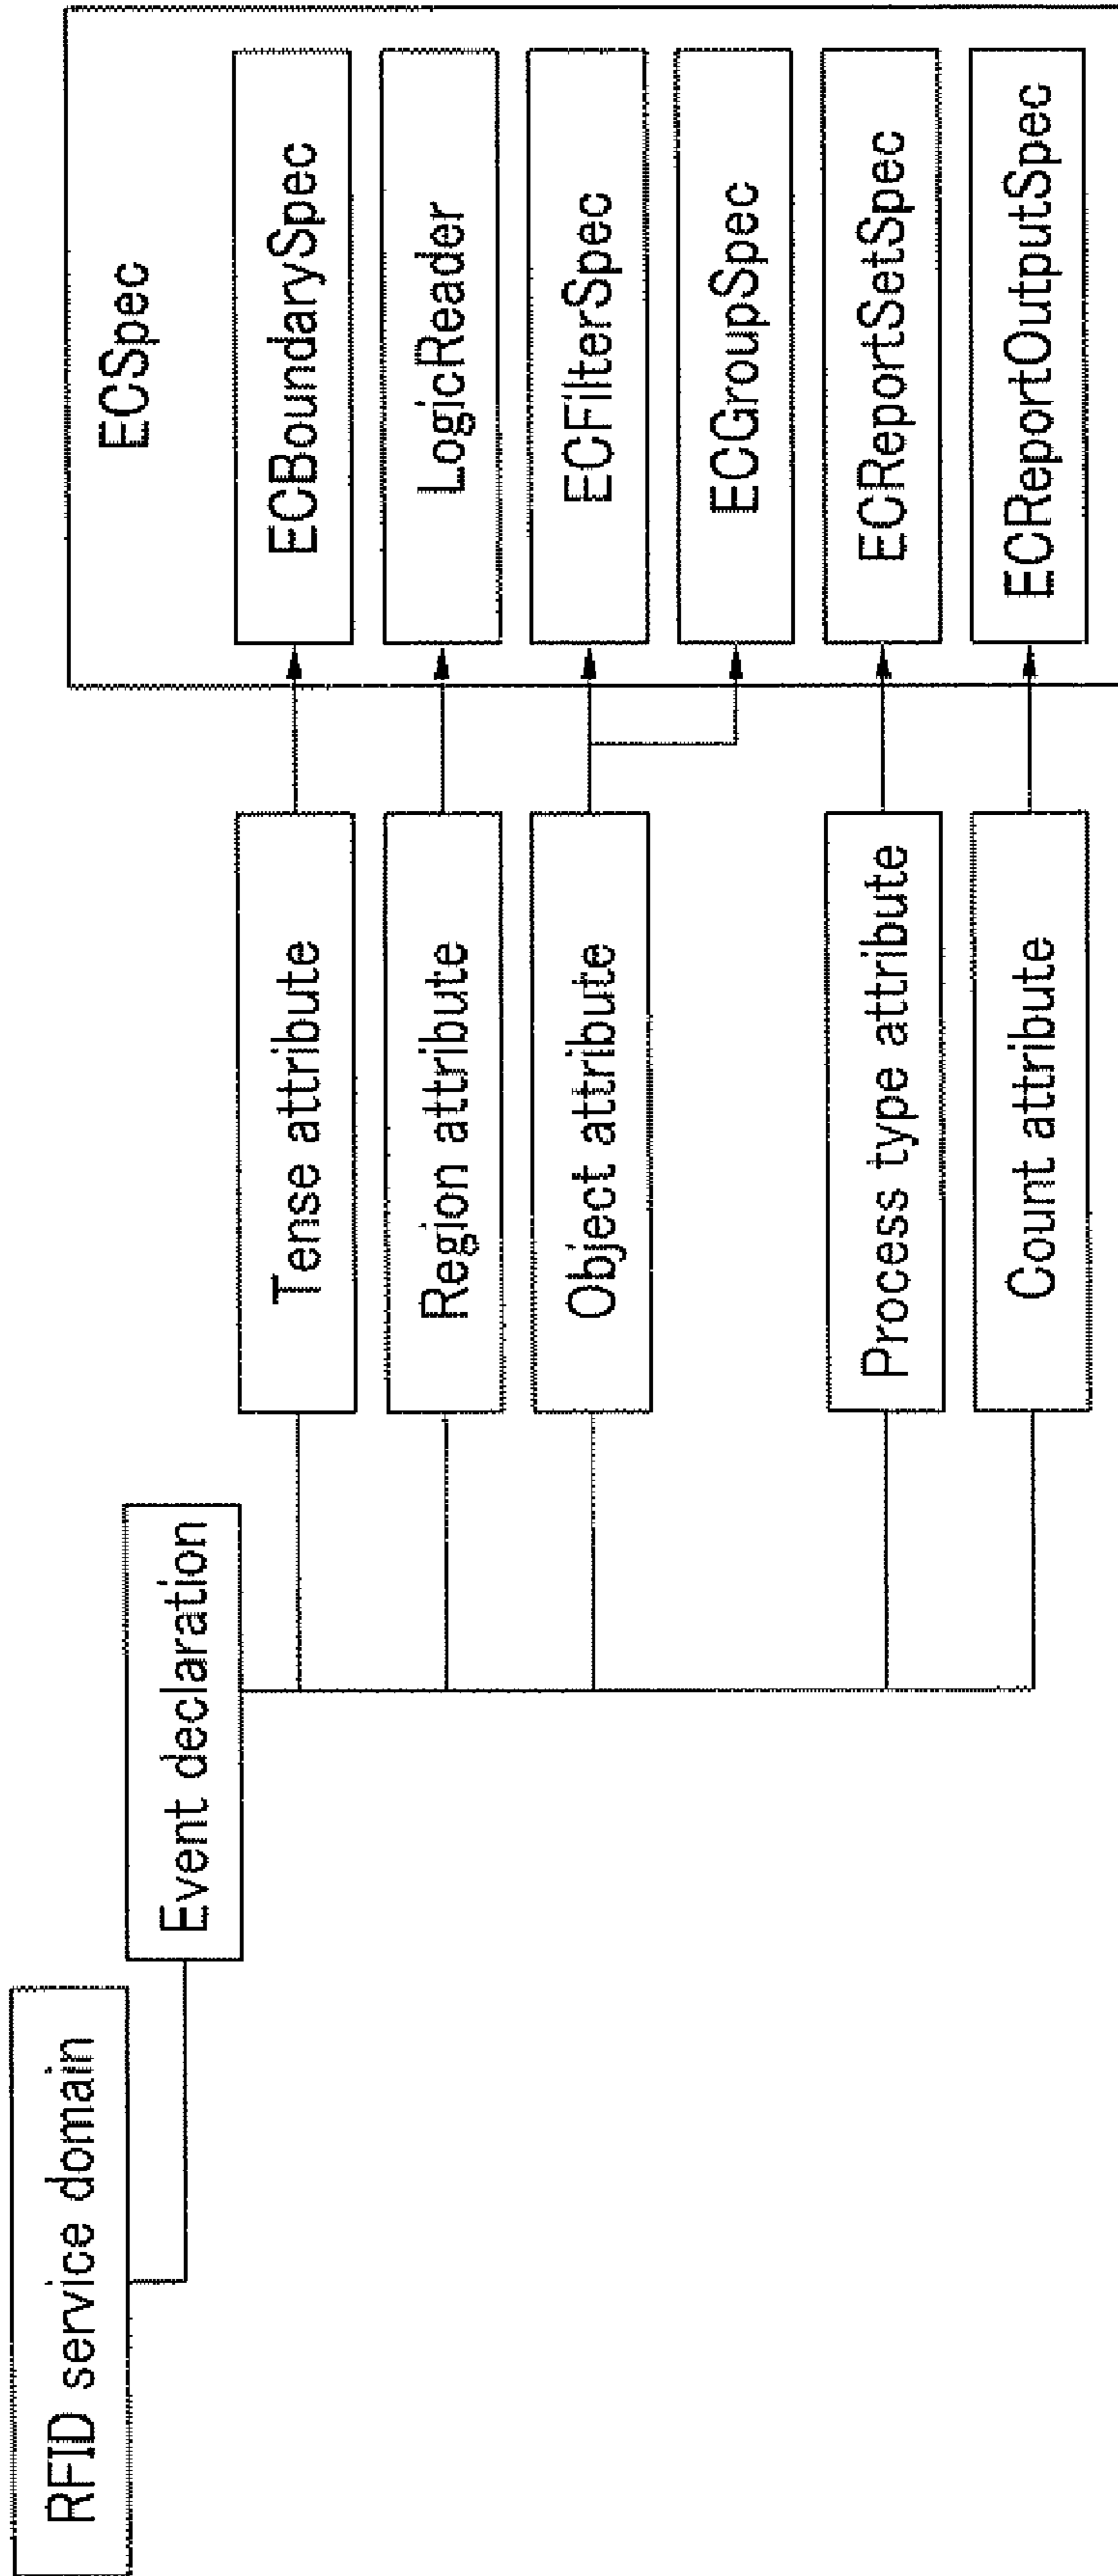 RFID service domain
Event declaration
Tense attribute
Region attribute
Object attribute
Process type attribute
Count attribute
ECSpec
ECBoundarySpec
LogicReader
ECFilterSpec
ECGroupSpec
ECReportSetSpec
ECReportOutputSpec